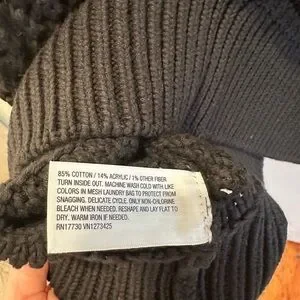 85% COTTON / 14% ACRYLIC / 1% OTHER FIBER
TURN INSIDE OUT. MACHINE WASH COLD WITH LIKE
COLORS IN MESH LAUNDRY BAG TO PROTECT FROM
SNAGGING. DELICATE CYCLE. ONLY NON-CHLORINE
BLEACH WHEN NEEDED. RESHAPE AND LAY FLAT TO
DRY. WARM IRON IF NEEDED.
RN17730 VN1273425